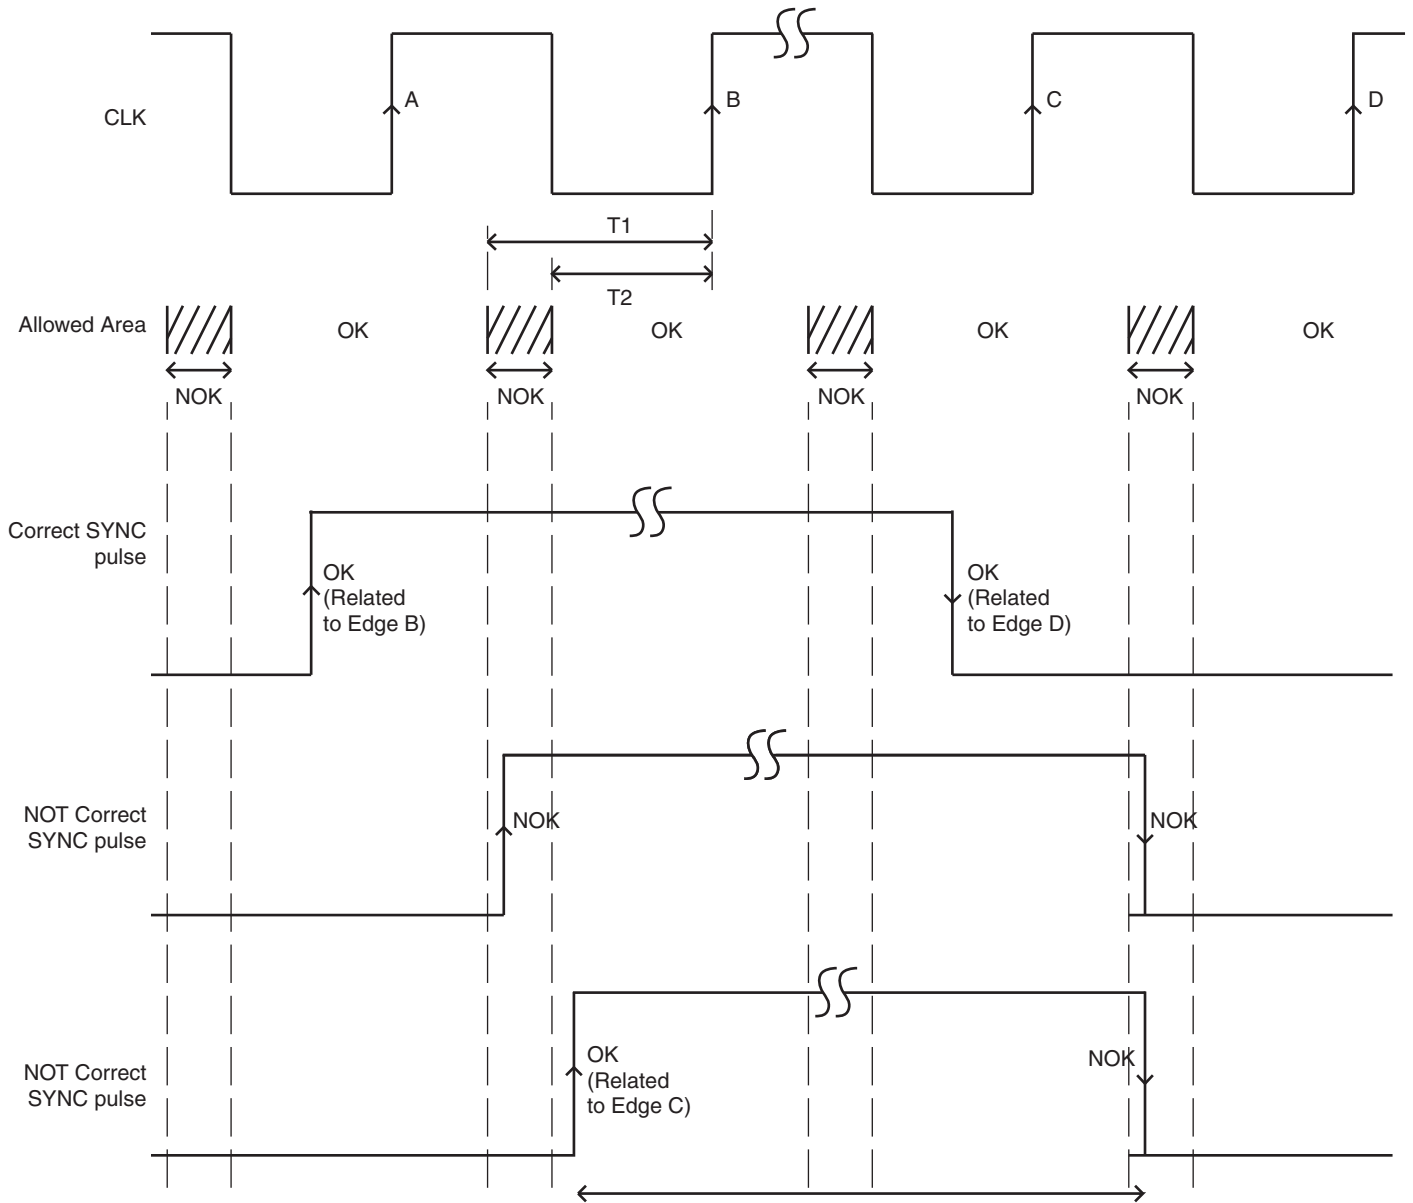 CLK
A
B
C
D
T1
T2
Allowed Area
OK
OK
OK
OK
NOK
NOK
NOK
NOK
Correct SYNC
pulse
OK
(Related
to Edge B)
OK
(Related
to Edge D)
NOT Correct
SYNC pulse
NOK
NOK
NOT Correct
SYNC pulse
OK
(Related
to Edge C)
NOK